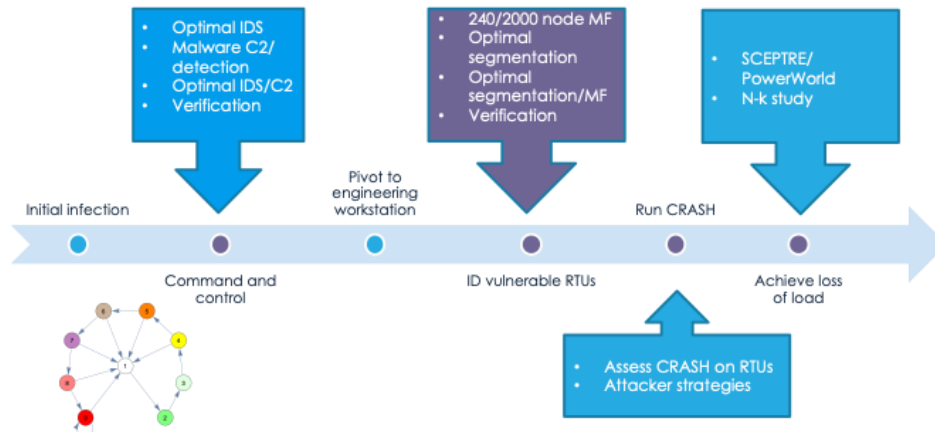 • Optimal IDS
• Malware C2/
detection
• Optimal IDS/C2
• Verification
• 240/2000 node MF
• Optimal
segmentation
• Optimal
segmentation/MF
• Verification
• SCEPTRE/
PowerWorld
• N-k study
Initial infection
Pivot to
engineering
workstation
Run CRASH
Command and
control
ID vulnerable RTUs
Achieve loss
of load
6
5
7
4
1
8
3
2
• Assess CRASH on RTUs
• Attacker strategies